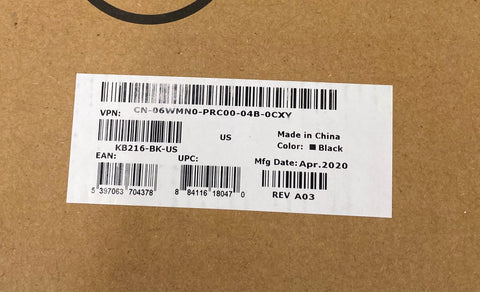 CN-06WMN0-PRC00-04B-0CXY
VPN:
KB216-BK-US
US
Made in China
Color: Black
EAN:
UPC:
Mfg Date: Apr.2020
5 397063 704378
8 84116 18047 0
REV A03